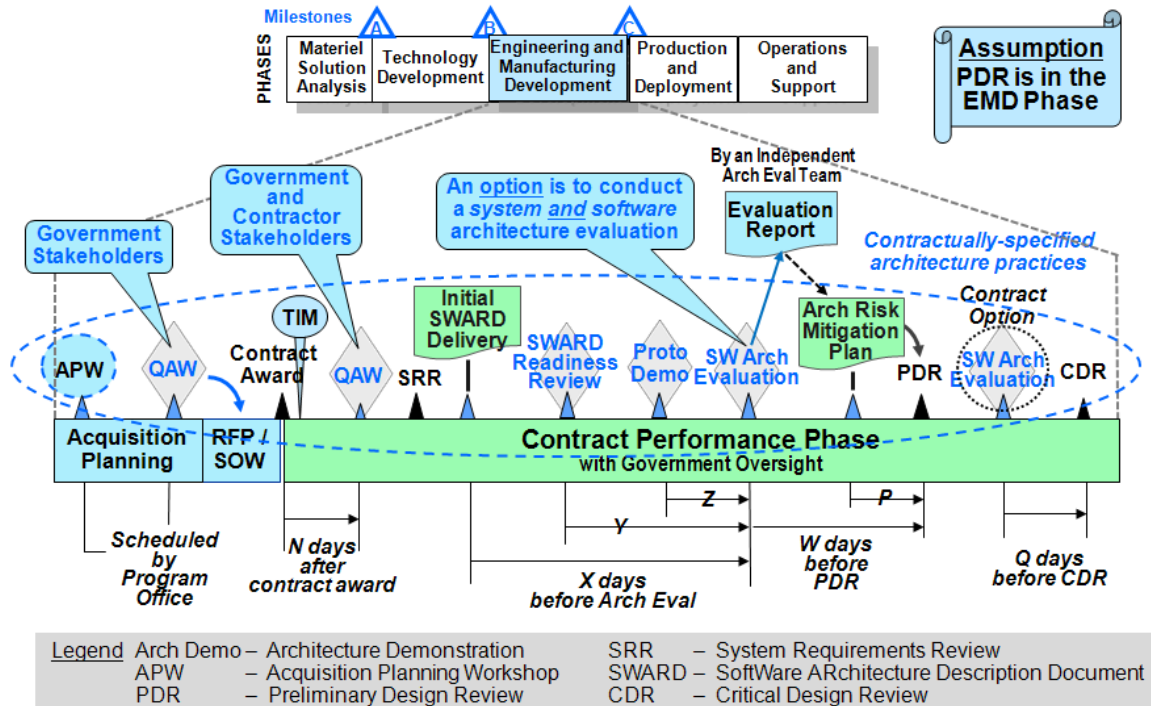 Milestones
A
B
C
PHASES
Materiel
Solution
Analysis
Technology
Development
Engineering and
Manufacturing
Development
Production
and
Deployment
Operations
and
Support
Assumption
PDR is in the
EMD Phase
Government
Stakeholders
Government
and
Contractor
Stakeholders
An option is to conduct
a system and software
architecture evaluation
By an Independent
Arch Eval Team
Evaluation
Report
Contractually-specified
architecture practices
APW
QAW
Contract
Award
TIM
QAW
SRR
Initial
SWARD
Delivery
SWARD
Readiness
Review
Proto
Demo
SW Arch
Evaluation
Arch Risk
Mitigation
Plan
PDR
Contract
Option
SW Arch
Evaluation
CDR
Acquisition
Planning
RFP /
SOW
Contract Performance Phase
with Government Oversight
Scheduled
by
Program
Office
N days
after
contract award
X days
before Arch Eval
Y
Z
W days
before
PDR
P
Q days
before CDR
Legend
Arch Demo – Architecture Demonstration
APW – Acquisition Planning Workshop
PDR – Preliminary Design Review
SRR – System Requirements Review
SWARD – SoftWare ARchitecture Description Document
CDR – Critical Design Review